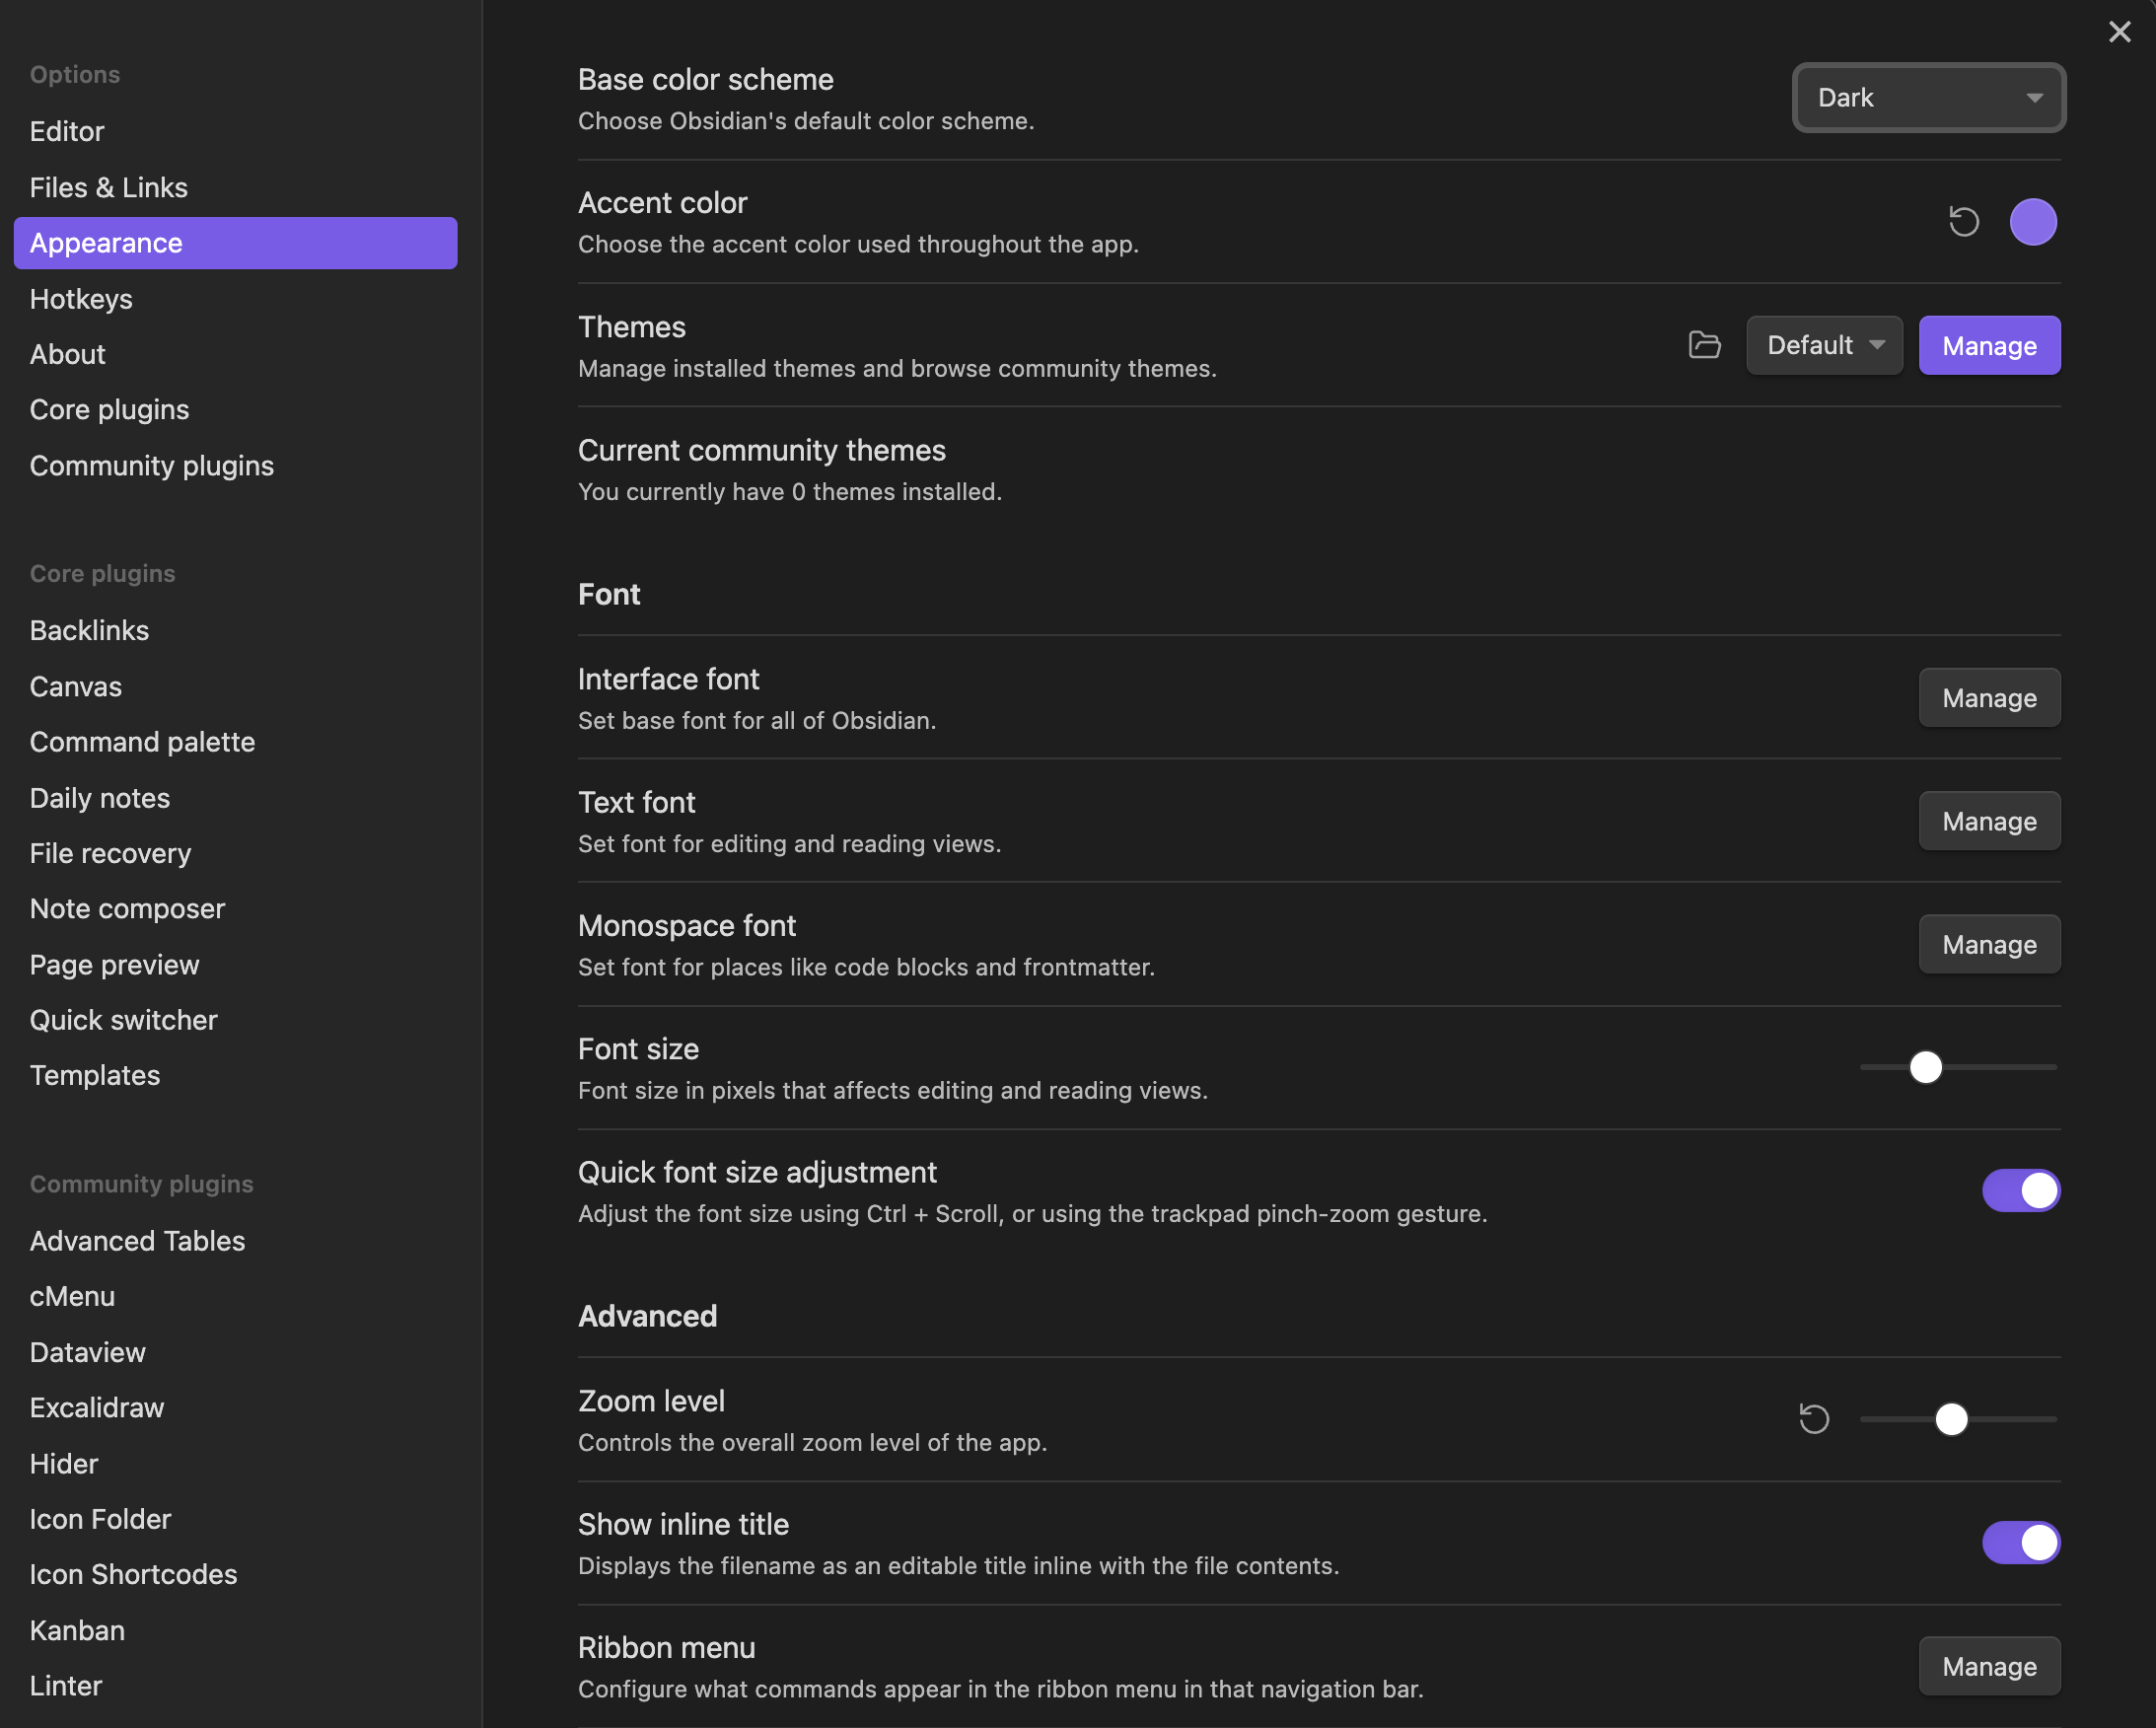 Options
Editor
Files & Links
Appearance
Hotkeys
About
Core plugins
Community plugins
Core plugins
Backlinks
Canvas
Command palette
Daily notes
File recovery
Note composer
Page preview
Quick switcher
Templates
Community plugins
Advanced Tables
cMenu
Dataview
Excalidraw
Hider
Icon Folder
Icon Shortcodes
Kanban
Linter
Base color scheme
Choose Obsidian's default color scheme.
Dark
Accent color
Choose the accent color used throughout the app.
Themes
Manage installed themes and browse community themes.
Default
Manage
Current community themes
You currently have 0 themes installed.
Font
Interface font
Set base font for all of Obsidian.
Manage
Text font
Set font for editing and reading views.
Manage
Monospace font
Set font for places like code blocks and frontmatter.
Manage
Font size
Font size in pixels that affects editing and reading views.
Quick font size adjustment
Adjust the font size using Ctrl + Scroll, or using the trackpad pinch-zoom gesture.
Advanced
Zoom level
Controls the overall zoom level of the app.
Show inline title
Displays the filename as an editable title inline with the file contents.
Ribbon menu
Configure what commands appear in the ribbon menu in that navigation bar.
Manage